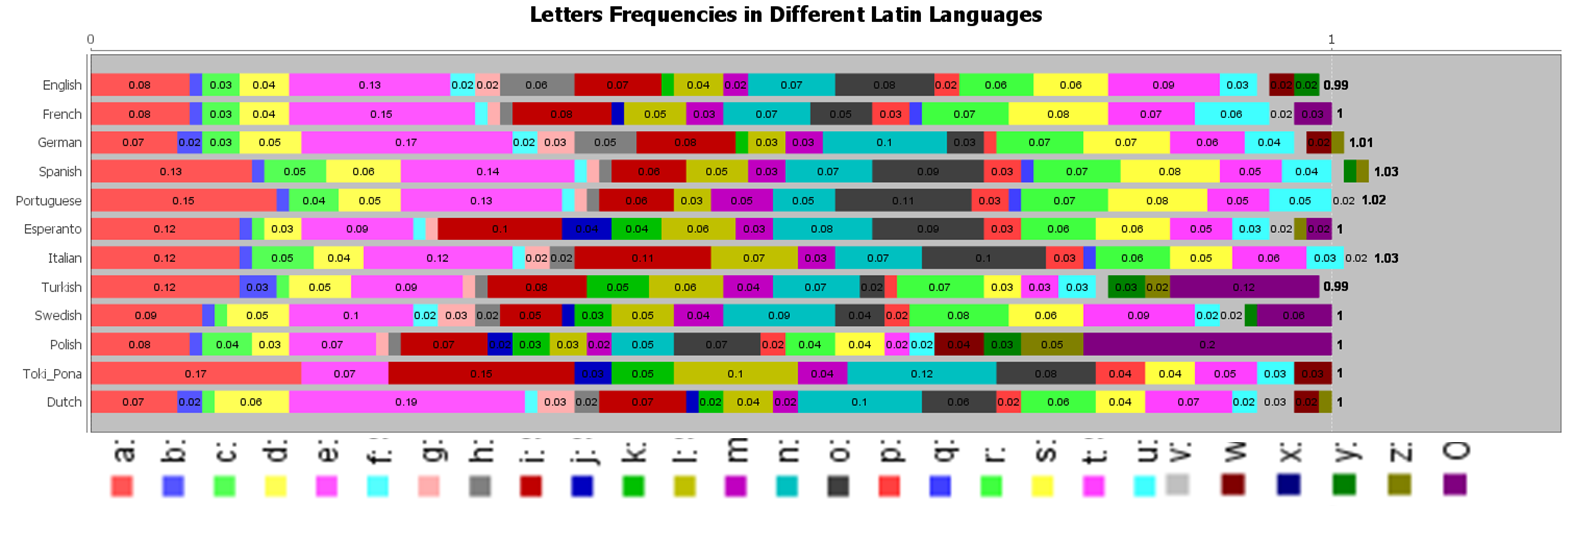 Letters Frequencies in Different Latin Languages
0 1
English 0.08 0.03 0.04 0.13 0.02 0.02 0.06 0.07 0.04 0.02 0.07 0.08 0.02 0.06 0.06 0.09 0.03 0.02 0.02 0.99
French 0.08 0.03 0.04 0.15 0.08 0.05 0.03 0.07 0.05 0.03 0.07 0.08 0.07 0.06 0.02 0.03 1
German 0.07 0.02 0.03 0.05 0.17 0.02 0.03 0.05 0.08 0.03 0.03 0.1 0.03 0.07 0.07 0.06 0.04 0.02 1.01
Spanish 0.13 0.05 0.06 0.14 0.06 0.05 0.03 0.07 0.09 0.03 0.07 0.08 0.05 0.04 1.03
Portuguese 0.15 0.04 0.05 0.13 0.06 0.03 0.05 0.05 0.11 0.03 0.07 0.08 0.05 0.05 0.02 1.02
Esperanto 0.12 0.03 0.09 0.1 0.04 0.04 0.06 0.03 0.08 0.09 0.03 0.06 0.06 0.05 0.03 0.02 0.02 1
Italian 0.12 0.05 0.04 0.12 0.02 0.02 0.11 0.07 0.03 0.07 0.1 0.03 0.06 0.05 0.06 0.03 0.02 1.03
Turkish 0.12 0.03 0.05 0.09 0.08 0.05 0.06 0.04 0.07 0.02 0.07 0.03 0.03 0.03 0.03 0.02 0.12 0.99
Swedish 0.09 0.05 0.1 0.02 0.03 0.02 0.05 0.03 0.05 0.04 0.09 0.04 0.02 0.08 0.06 0.09 0.02 0.02 0.06 1
Polish 0.08 0.04 0.03 0.07 0.07 0.02 0.03 0.03 0.02 0.05 0.07 0.02 0.04 0.04 0.02 0.02 0.04 0.03 0.05 0.2 1
Toki_Pona 0.17 0.07 0.15 0.03 0.05 0.1 0.04 0.12 0.08 0.04 0.04 0.05 0.03 0.03 1
Dutch 0.07 0.02 0.06 0.19 0.03 0.02 0.07 0.02 0.04 0.02 0.1 0.06 0.02 0.06 0.04 0.07 0.02 0.03 0.02 1
a: b: c: d: e: f: g: h: i: j: k: l: m n: o: p: q: r: s: t: u: v: w x: y: z: O